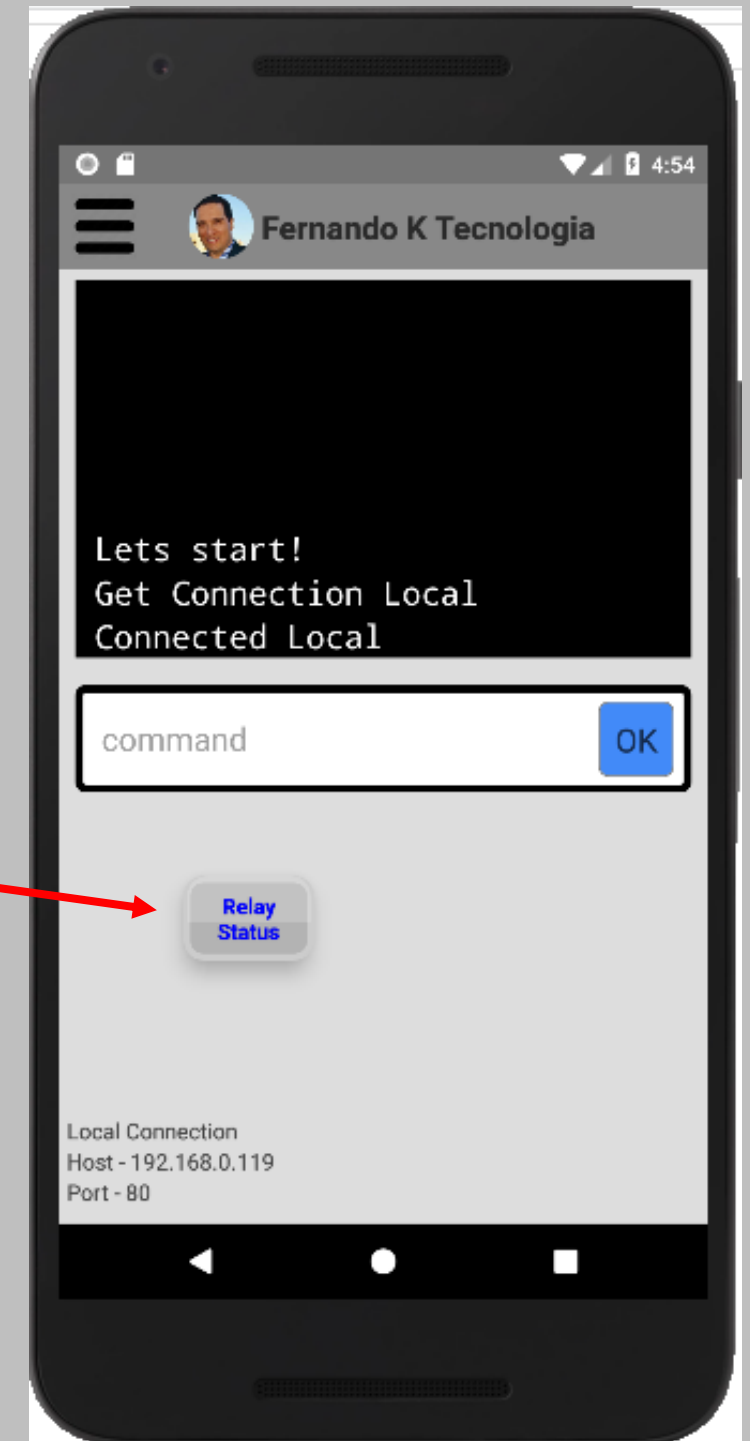 4:54
Fernando K Tecnologia
Lets start!
Get Connection Local
Connected Local
command
OK
Relay
Status
Local Connection
Host - 192.168.0.119
Port - 80